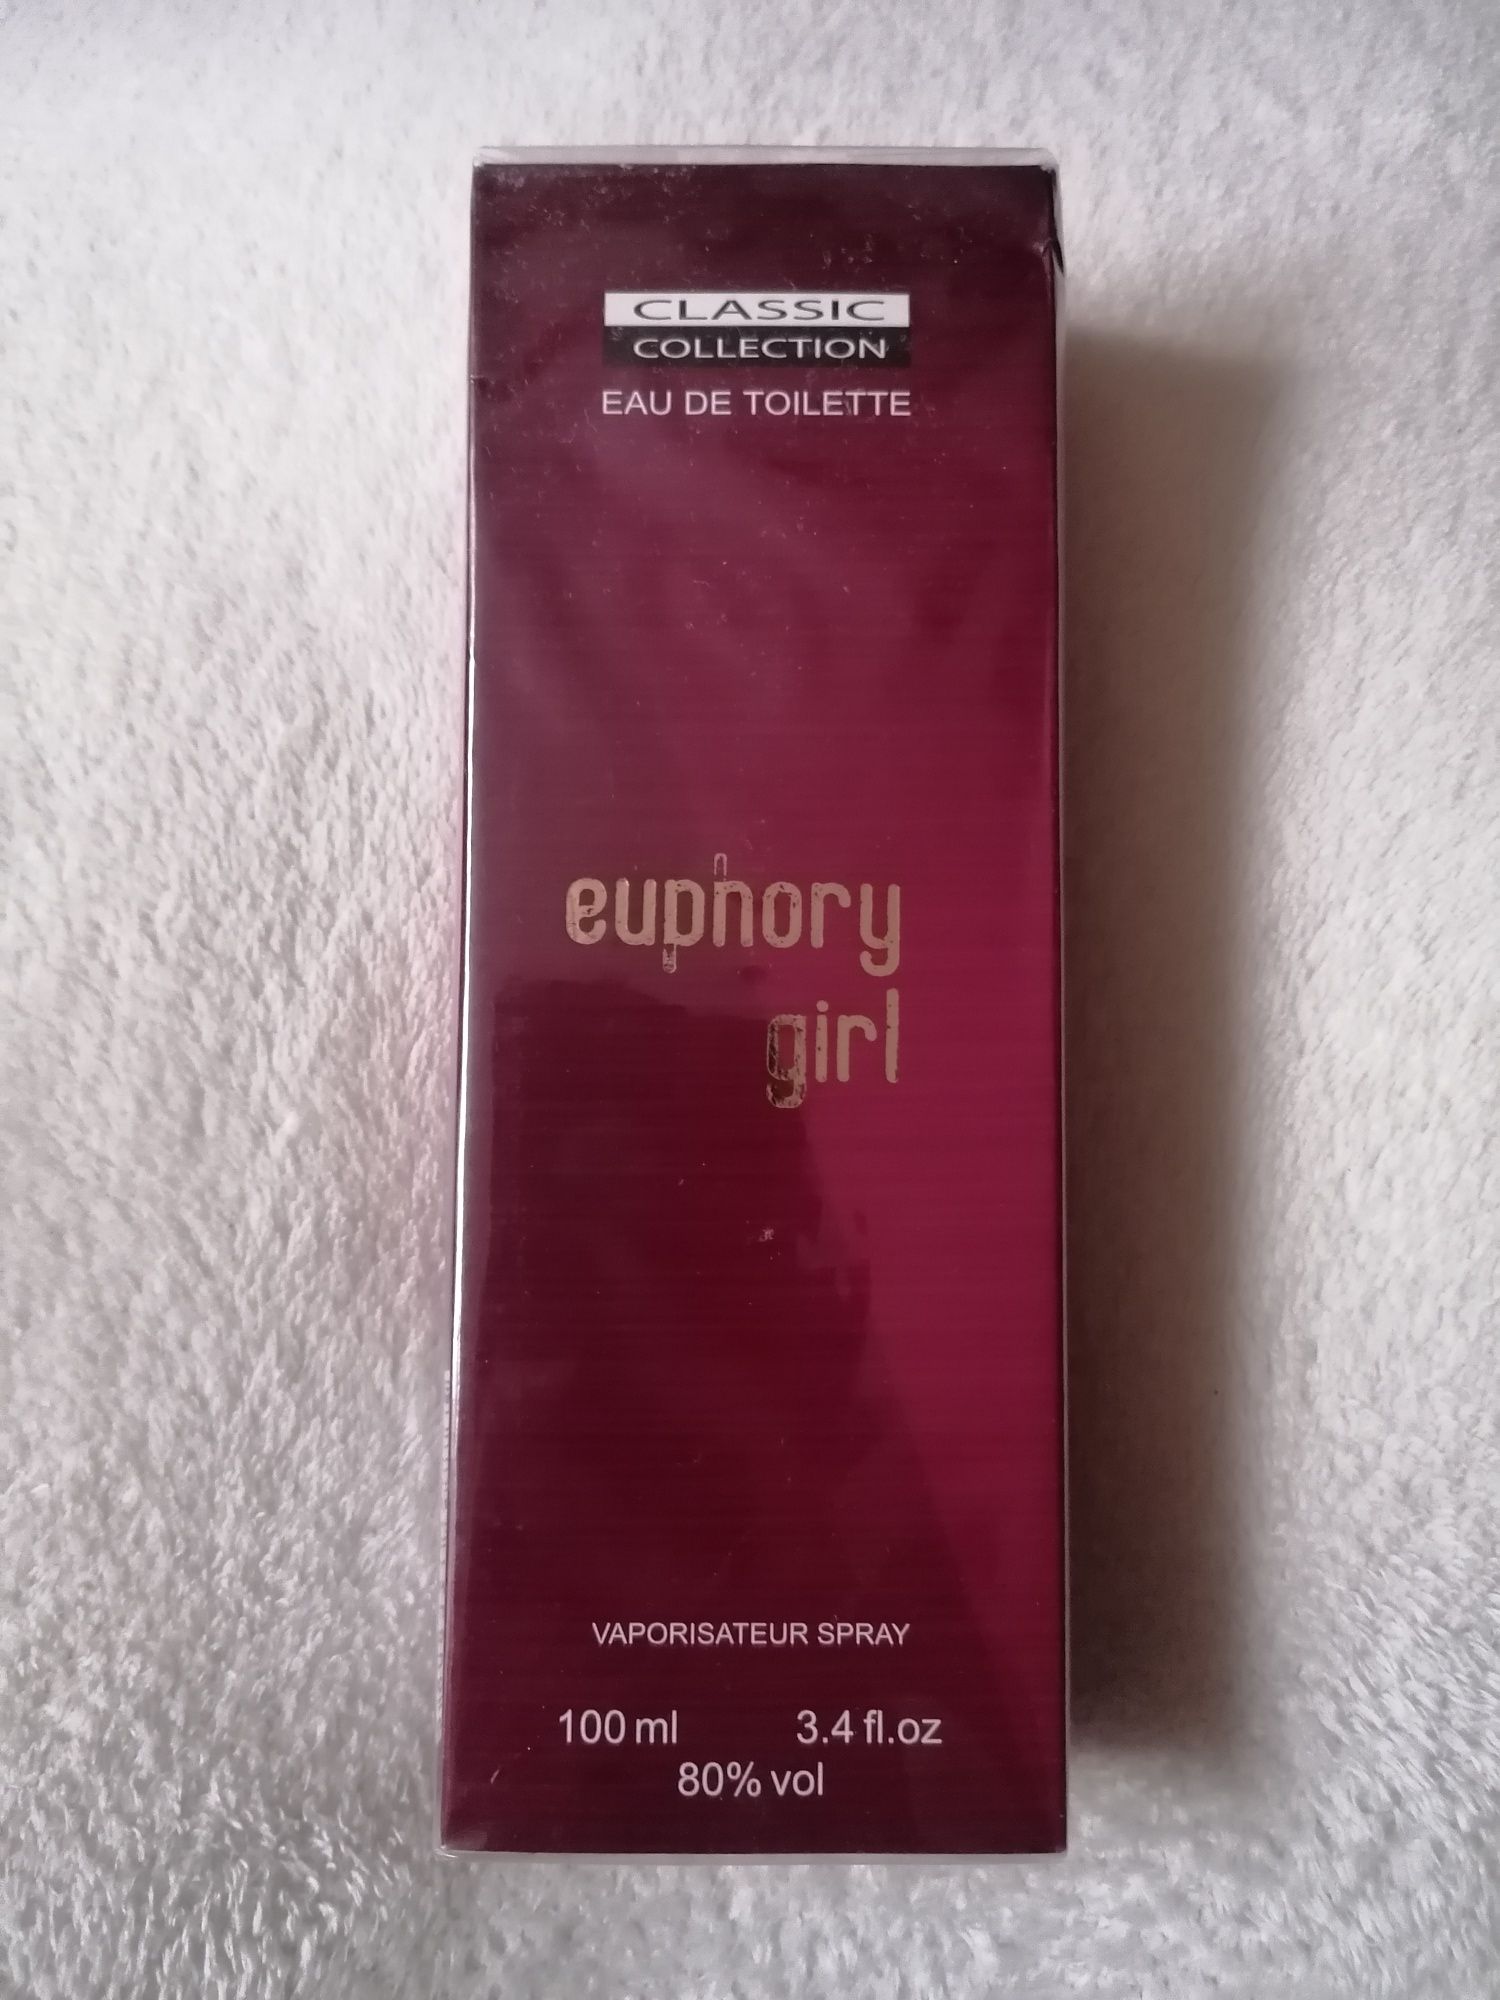 CLASSIC
COLLECTION
EAU DE TOILETTE
euphory
girl
VAPORISATEUR SPRAY
100 ml 3.4 fl.oz
80% vol